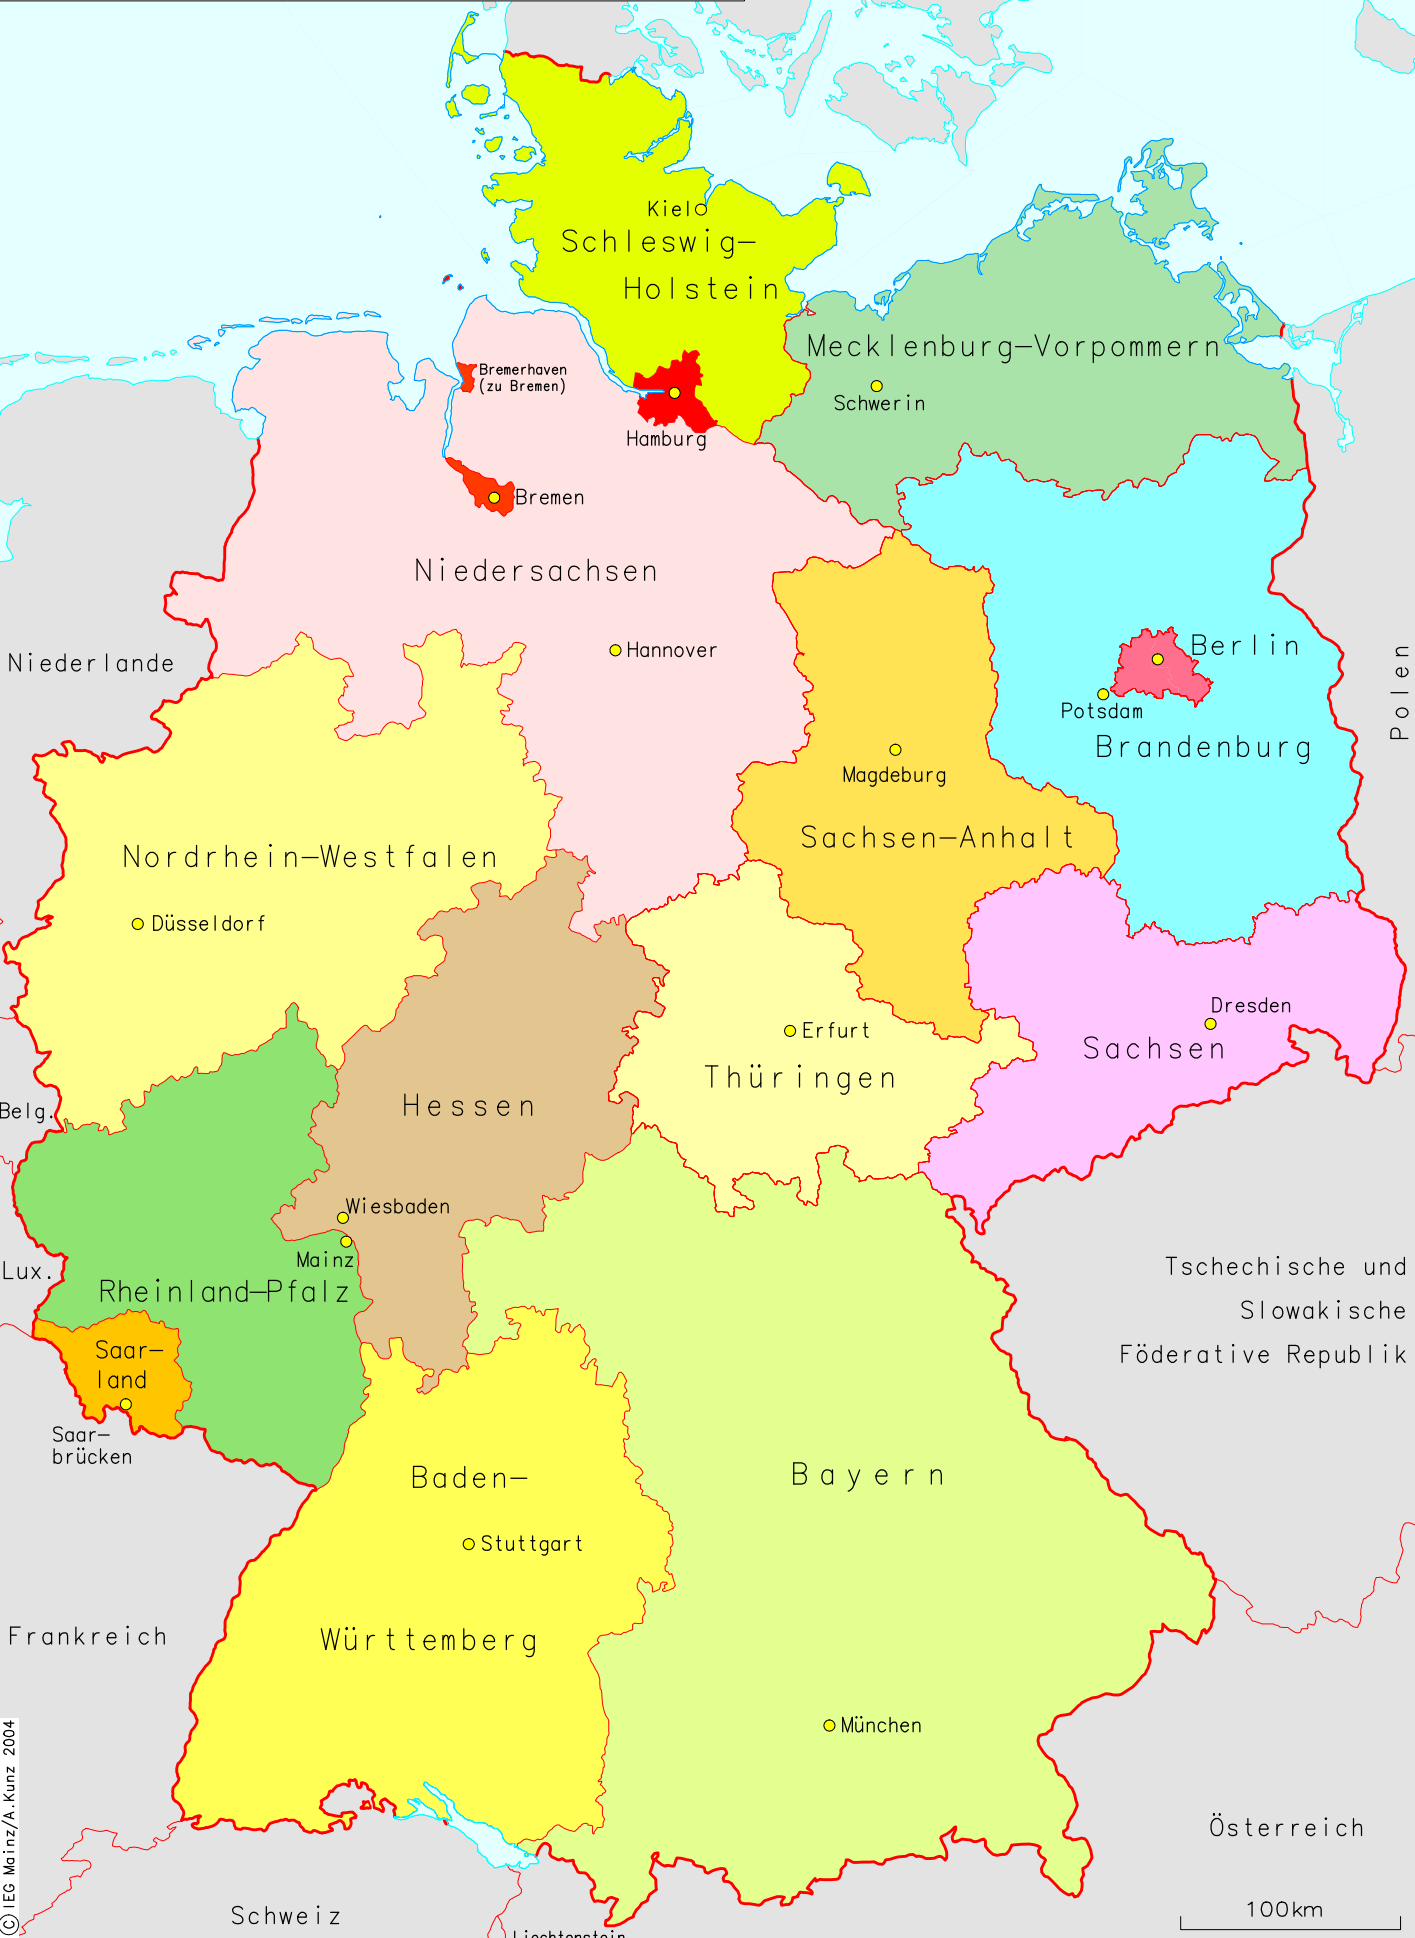 Kiel
Schleswig-
Holstein
Mecklenburg-Vorpommern
Bremerhaven
(zu Bremen)
Schwerin
Hamburg
Bremen
Niedersachsen
Berlin
Hannover
Niederlande
Polen
Potsdam
Brandenburg
Magdeburg
Sachsen-Anhalt
Nordrhein-Westfalen
Düsseldorf
Dresden
Erfurt
Sachsen
Thüringen
Hessen
Belg.
Wiesbaden
Mainz
Lux.
Rheinland-Pfalz
Tschechische und
Slowakische
Föderative Republik
Saar-
land
Saar-
brücken
Baden-
Bayern
Stuttgart
Württemberg
Frankreich
München
Österreich
Schweiz
Liechtenstein
100km
© IEG Mainz/A.Kunz 2004